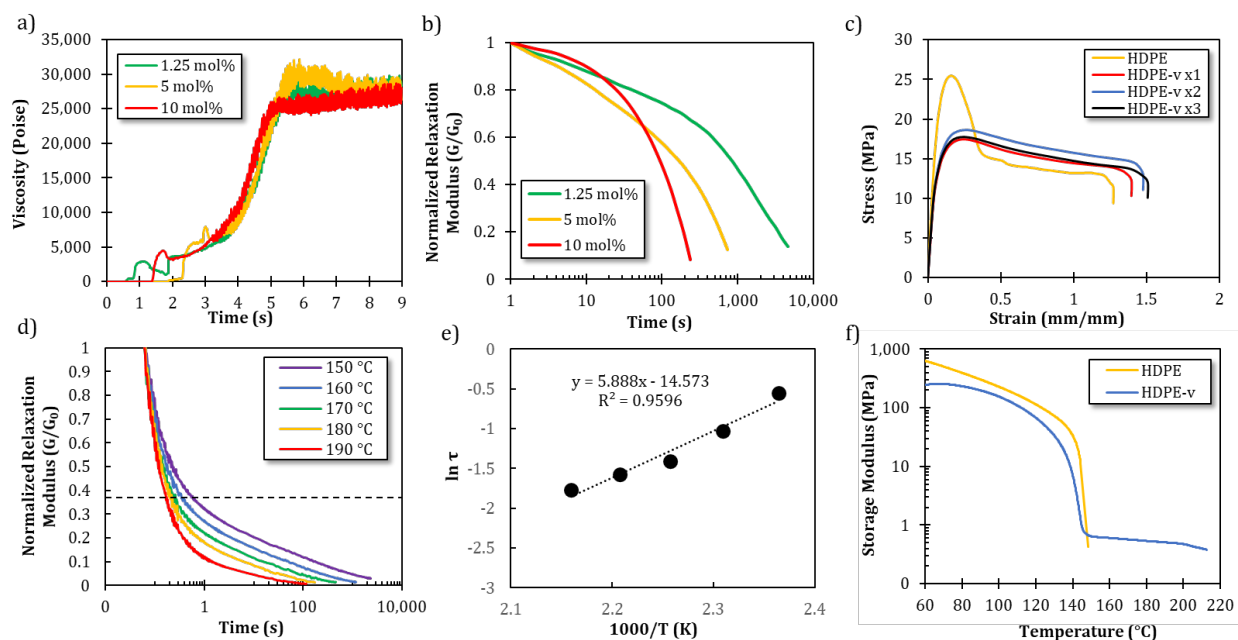 a)
Viscosity (Poise)
35,000
30,000
25,000
20,000
15,000
10,000
5,000
0
1.25 mol%
5 mol%
10 mol%
0 1 2 3 4 5 6 7 8 9
Time (s)
b)
Normalized Relaxation
Modulus (G/G0)
1
0.8
0.6
0.4
0.2
0
1.25 mol%
5 mol%
10 mol%
1 10 100 1,000 10,000
Time (s)
c)
Stress (MPa)
30
25
20
15
10
5
0
HDPE
HDPE-v x1
HDPE-v x2
HDPE-v x3
0 0.5 1 1.5 2
Strain (mm/mm)
d)
Normalized Relaxation
Modulus (G/G0)
1
0.9
0.8
0.7
0.6
0.5
0.4
0.3
0.2
0.1
0
150 °C
160 °C
170 °C
180 °C
190 °C
0 1 100 10,000
Time (s)
e)
ln τ
0
-0.5
-1
-1.5
-2
-2.5
-3
y = 5.888x - 14.573
R² = 0.9596
2.1 2.2 2.3 2.4
1000/T (K)
f)
Storage Modulus (MPa)
1,000
100
10
1
0
HDPE
HDPE-v
60 80 100 120 140 160 180 200 220
Temperature (°C)